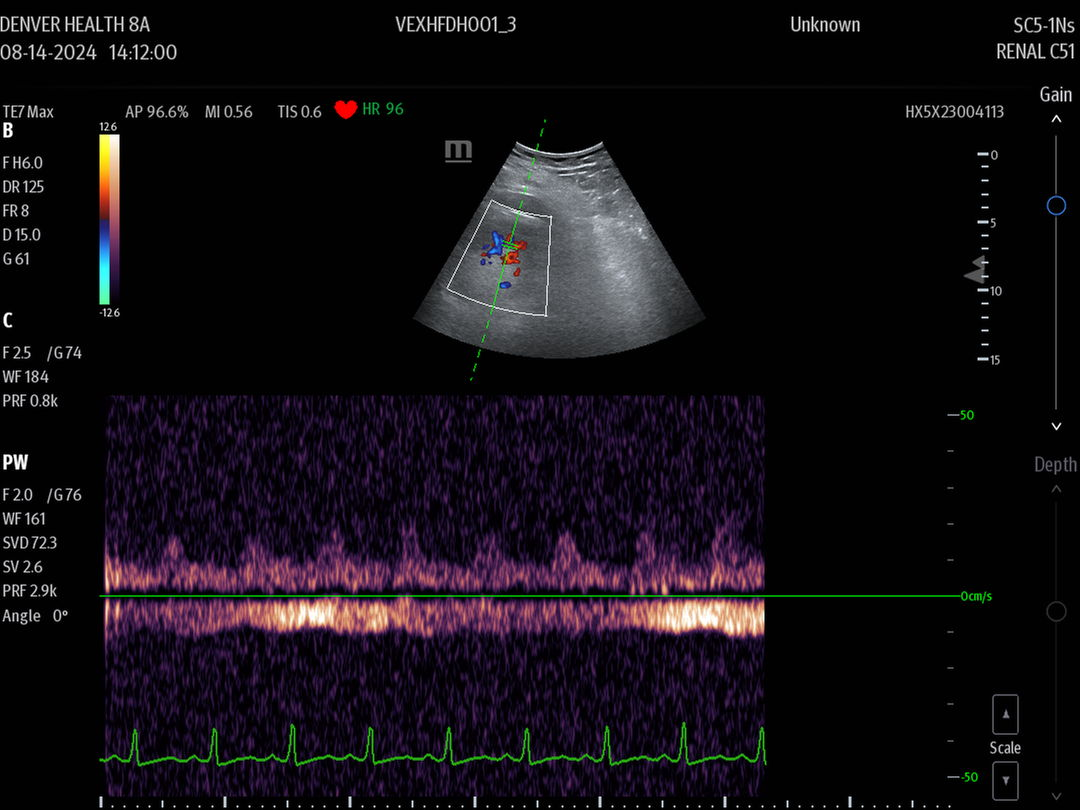 DENVER HEALTH 8A VEXHFDH001_3 Unknown SC5-1Ns
08-14-2024 14:12:00 RENAL C51
Gain
TE7 Max AP 96.6% MI 0.56 TIS 0.6 HR 96 HX5X23004113
B 12.6
m
F H6.0
DR 125
FR 8
D 15.0
G 61
-12.6
0
5
10
15
C
F 2.5 /G74
WF 184
PRF 0.8k
50
PW
Depth
F 2.0 /G76
WF 161
SVD 72.3
SV 2.6
PRF 2.9k
0cm/s
Angle 0°
Scale
-50